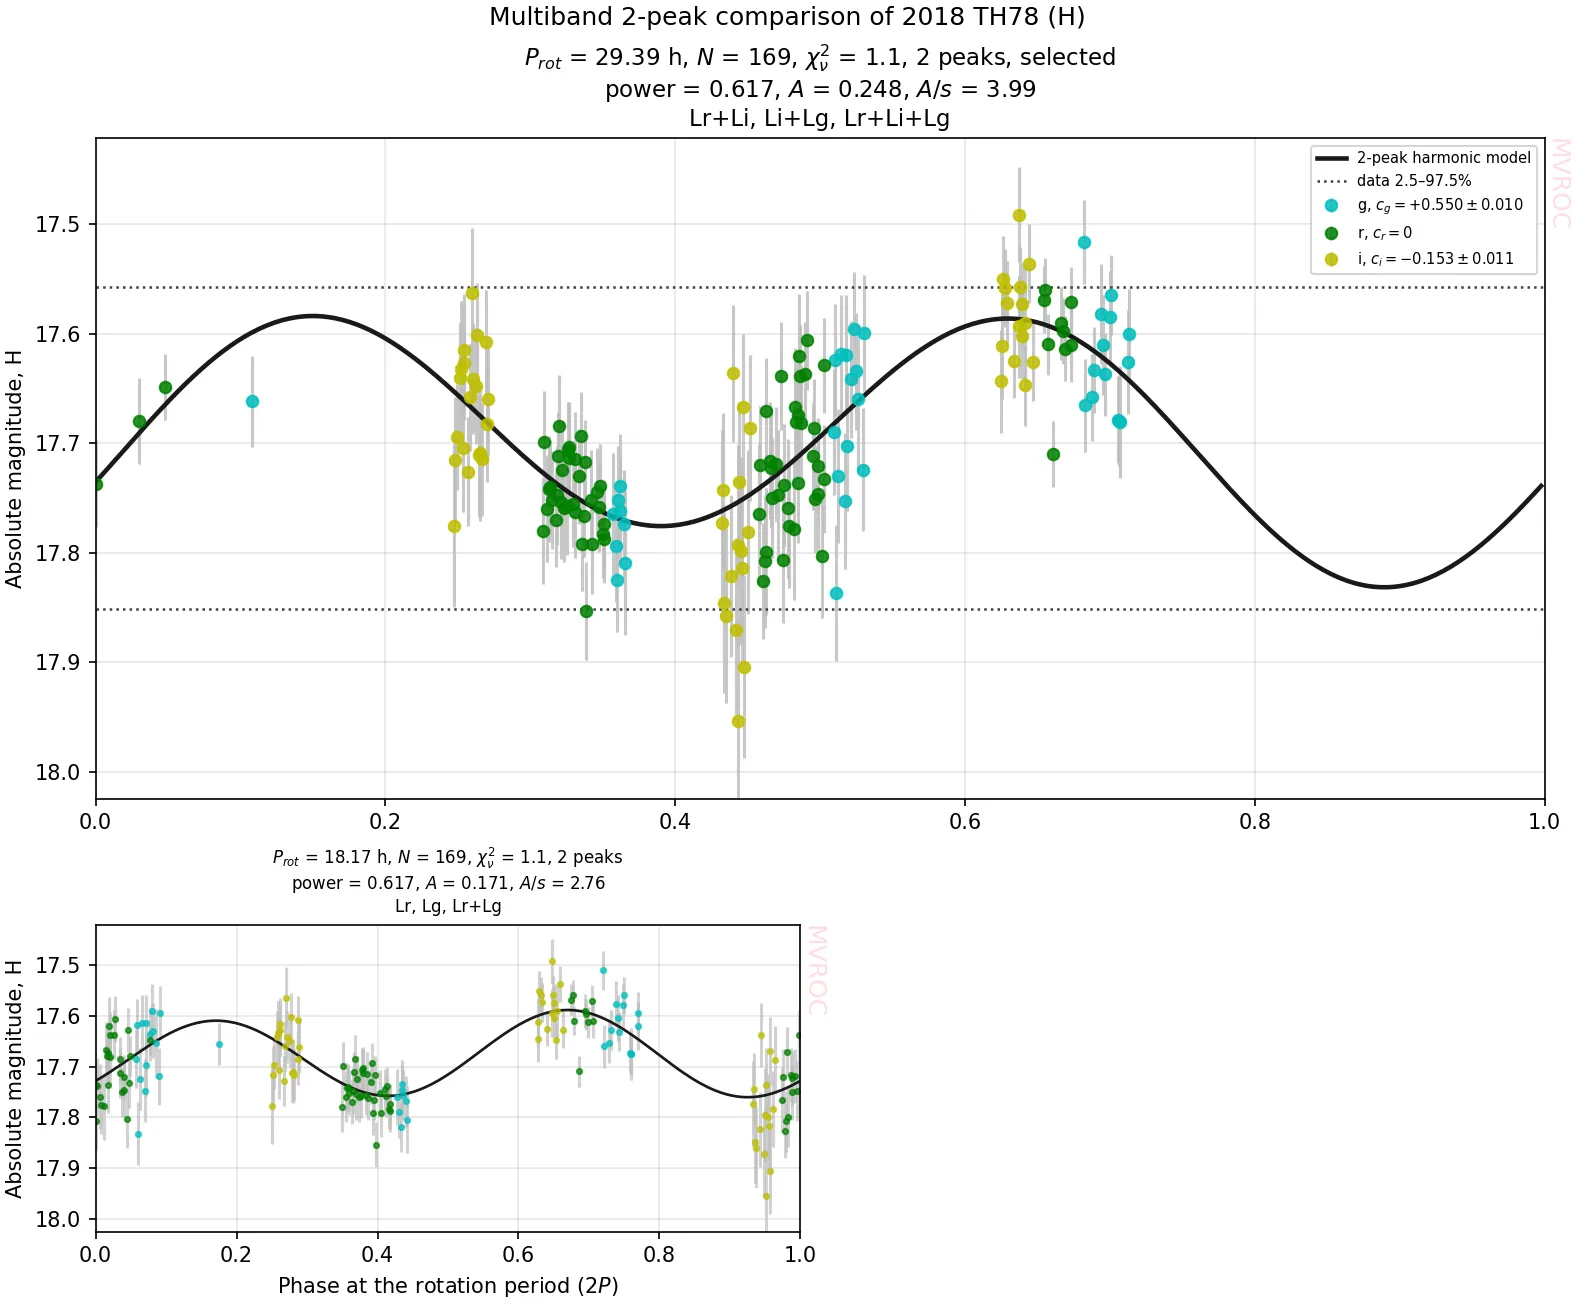 Multiband 2-peak comparison of 2018 TH78 (H)
P_rot = 29.39 h, N = 169, χ²_ν = 1.1, 2 peaks, selected
power = 0.617, A = 0.248, A/s = 3.99
Lr+Li, Li+Lg, Lr+Li+Lg
2-peak harmonic model
data 2.5–97.5%
g, c_g = +0.550 ± 0.010
r, c_r = 0
i, c_i = −0.153 ± 0.011
MVROC
Absolute magnitude, H
17.5
17.6
17.7
17.8
17.9
18.0
0.0 0.2 0.4 0.6 0.8 1.0
P_rot = 18.17 h, N = 169, χ²_ν = 1.1, 2 peaks
power = 0.617, A = 0.171, A/s = 2.76
Lr, Lg, Lr+Lg
MVROC
Absolute magnitude, H
17.5
17.6
17.7
17.8
17.9
18.0
0.0 0.2 0.4 0.6 0.8 1.0
Phase at the rotation period (2P)